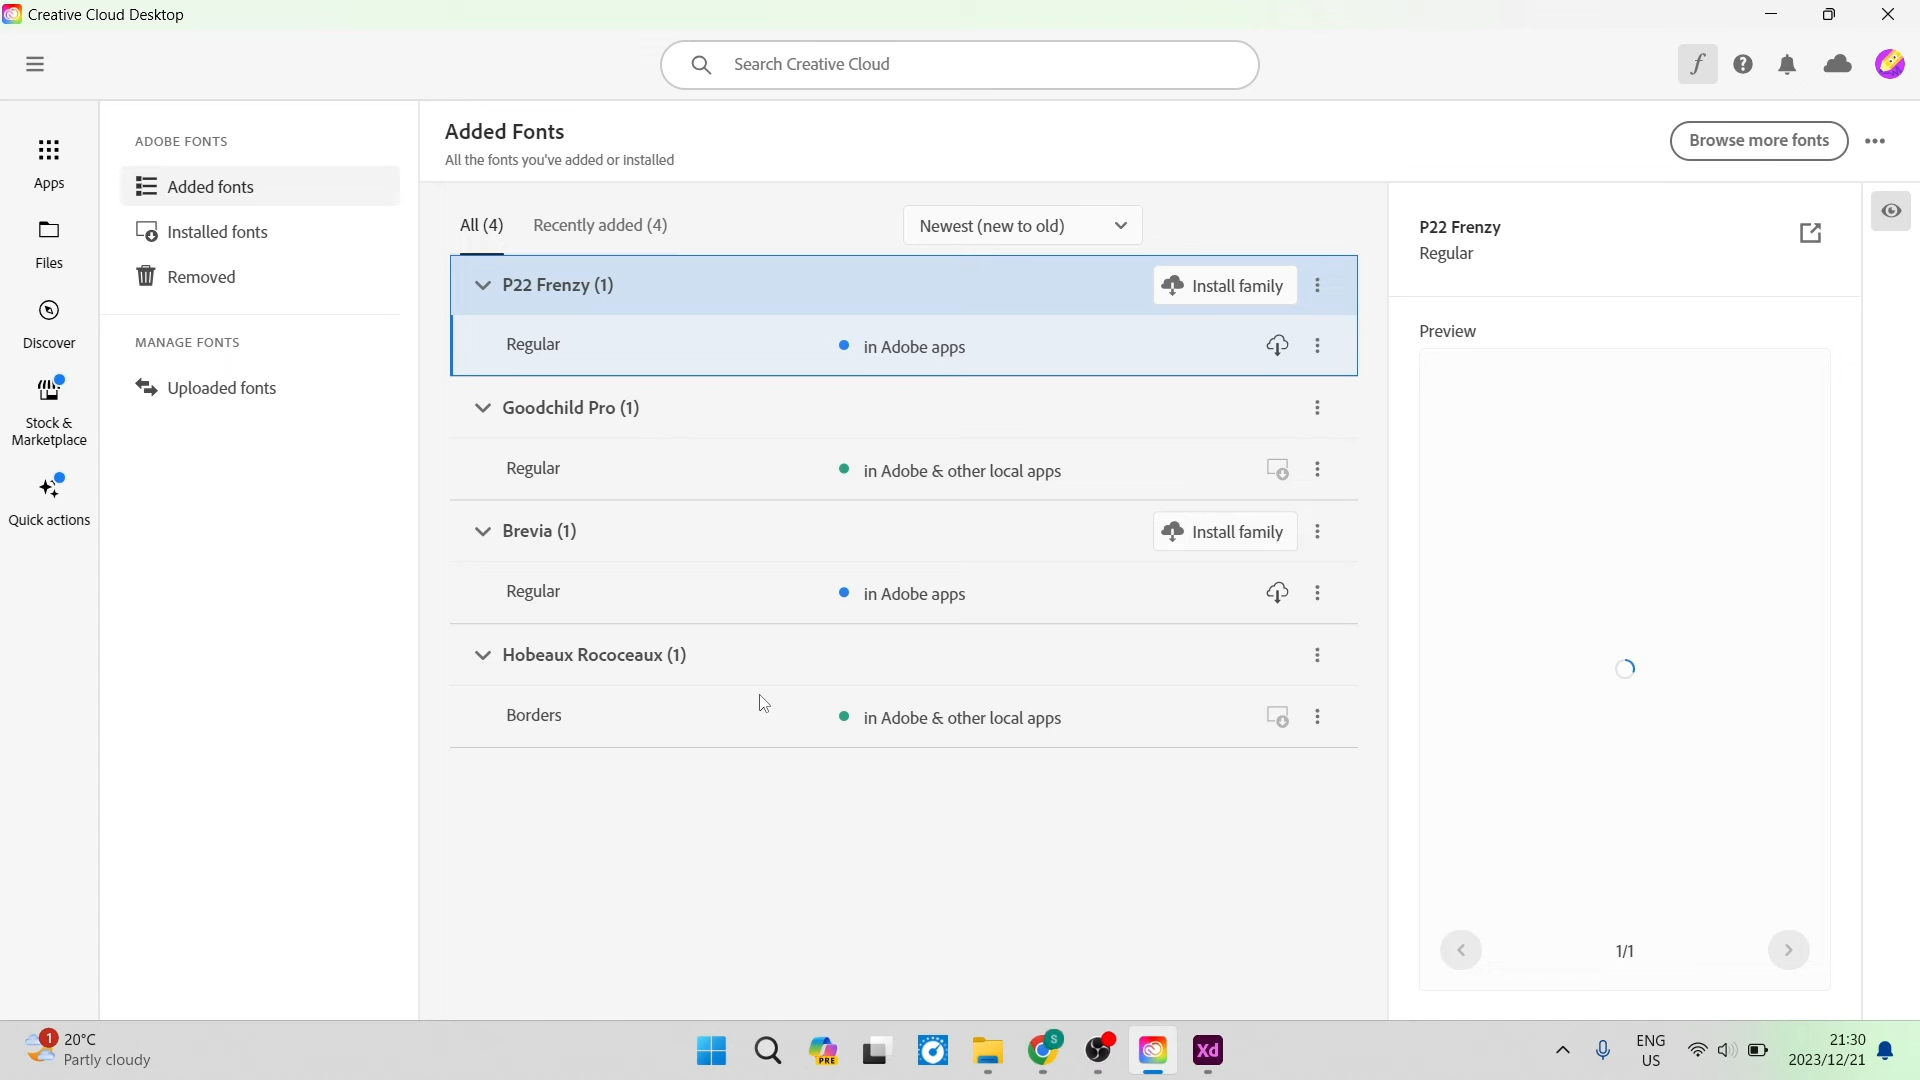 Creative Cloud Desktop
Search Creative Cloud
Apps
Files
Discover
Stock &
Marketplace
Quick actions
ADOBE FONTS
Added fonts
Installed fonts
Removed
MANAGE FONTS
Uploaded fonts
Added Fonts
All the fonts you've added or installed
Browse more fonts
All (4)
Recently added (4)
Newest (new to old)
P22 Frenzy (1)
Install family
Regular
in Adobe apps
Goodchild Pro (1)
Regular
in Adobe & other local apps
Brevia (1)
Install family
Regular
in Adobe apps
Hobeaux Rococeaux (1)
Borders
in Adobe & other local apps
P22 Frenzy
Regular
Preview
1/1
1
20°C
Partly cloudy
PRE
S
Xd
ENG
US
21:30
2023/12/21